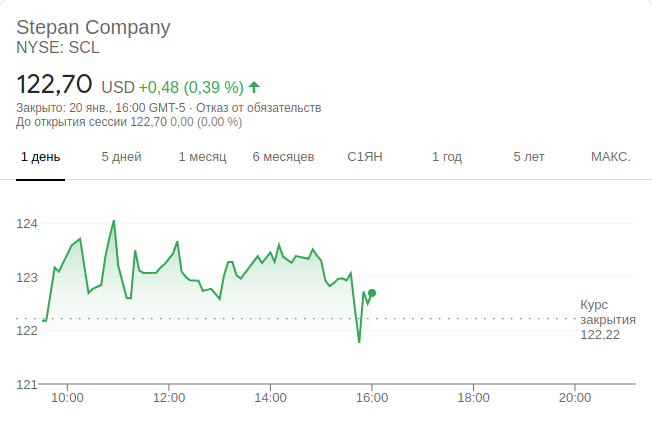 Stepan Company
NYSE: SCL
122,70 USD +0,48 (0,39 %)
Закрыто: 20 янв., 16:00 GMT-5 · Отказ от обязательств
До открытия сессии 122,70 0,00 (0,00 %)
1 день 5 дней 1 месяц 6 месяцев С1ЯН 1 год 5 лет МАКС.
124
123
Курс
закрытия
122,22
122
121
10:00 12:00 14:00 16:00 18:00 20:00